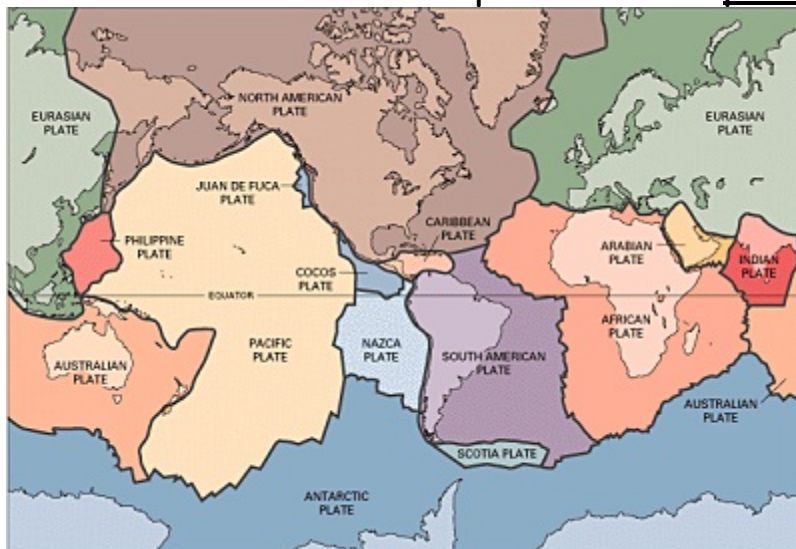 NORTH AMERICAN
PLATE
EURASIAN
PLATE
EURASIAN
PLATE
JUAN DE FUCA
PLATE
CARIBBEAN
PLATE
PHILIPPINE
PLATE
ARABIAN
PLATE
INDIAN
PLATE
COCOS
PLATE
EQUATOR
AFRICAN
PLATE
PACIFIC
PLATE
NAZCA
PLATE
SOUTH AMERICAN
PLATE
AUSTRALIAN
PLATE
AUSTRALIAN
PLATE
SCOTIA PLATE
ANTARCTIC
PLATE